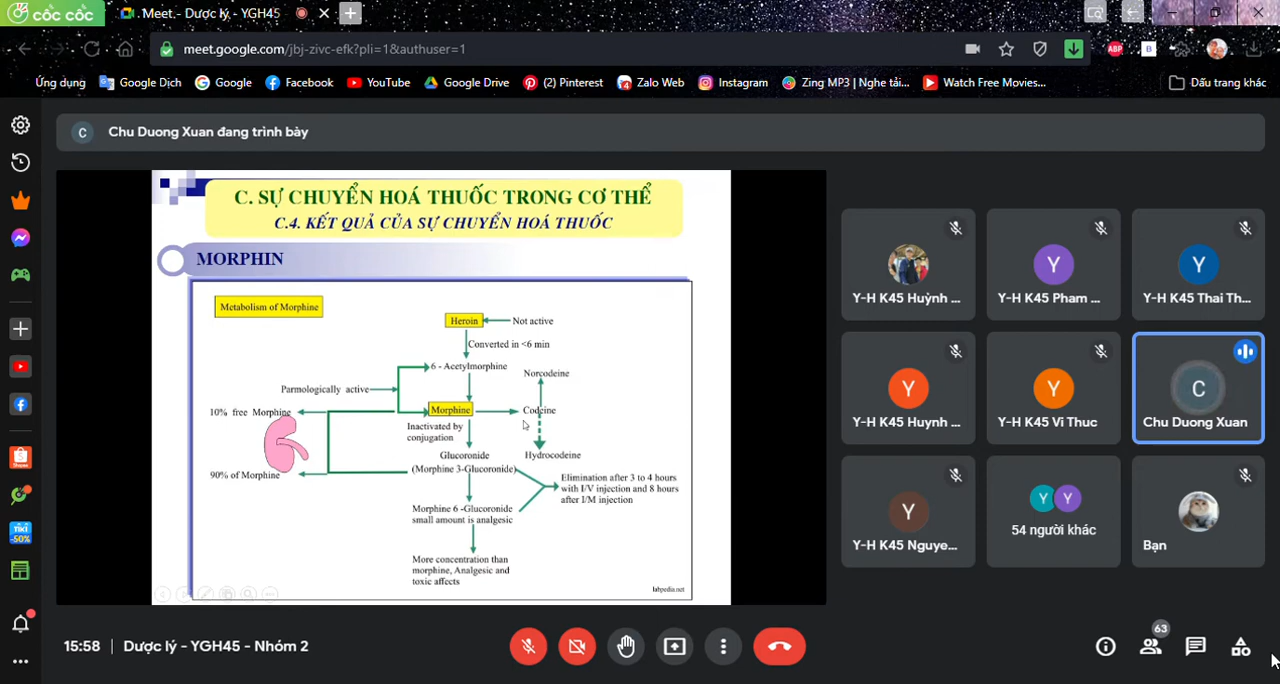 cốc cốc
Meet - Dược lý - YGH45
meet.google.com/jbj-zivc-efk?pli=1&authuser=1
ABP
B
Ứng dụng
Google Dịch
Google
Facebook
YouTube
Google Drive
(2) Pinterest
Zalo Web
Instagram
Zing MP3 | Nghe tải...
Watch Free Movies...
Dấu trang khác
C
Chu Duong Xuan đang trình bày
C. SỰ CHUYỂN HOÁ THUỐC TRONG CƠ THỂ
C.4. KẾT QUẢ CỦA SỰ CHUYỂN HOÁ THUỐC
MORPHIN
Metabolism of Morphine
Heroin
Not active
Converted in <6 min
6 - Acetylmorphine
Norcodeine
Parmologically active
10% free Morphine
Morphine
Codeine
Inactivated by
conjugation
Glucoronide
(Morphine 3-Glucoronide)
Hydrocodeine
90% of Morphine
Elimination after 3 to 4 hours
with I/V injection and 8 hours
after I/M injection
Morphine 6 -Glucoronide
small amount is analgesic
More concentration than
morphine, Analgesic and
toxic affects
labpedia.net
Y-H K45 Huỳnh ...
Y
Y-H K45 Pham ...
Y
Y-H K45 Thai Th...
Y
Y-H K45 Huynh ...
Y
Y-H K45 Vi Thuc
C
Chu Duong Xuan
Y
Y-H K45 Nguye...
Y
Y
54 người khác
Bạn
Shopee
TIKI
-50%
15:58
Dược lý - YGH45 - Nhóm 2
63